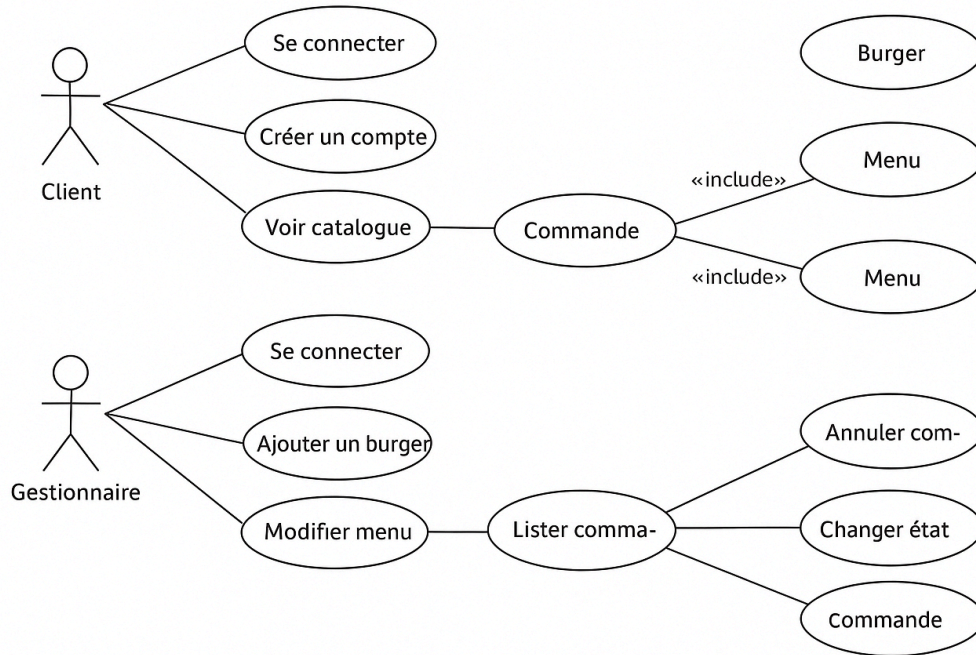 Se connecter
Burger
Créer un compte
Menu
Client
«include»
Voir catalogue
Commande
«include»
Menu
Se connecter
Ajouter un burger
Annuler com-
Gestionnaire
Modifier menu
Lister comma-
Changer état
Commande